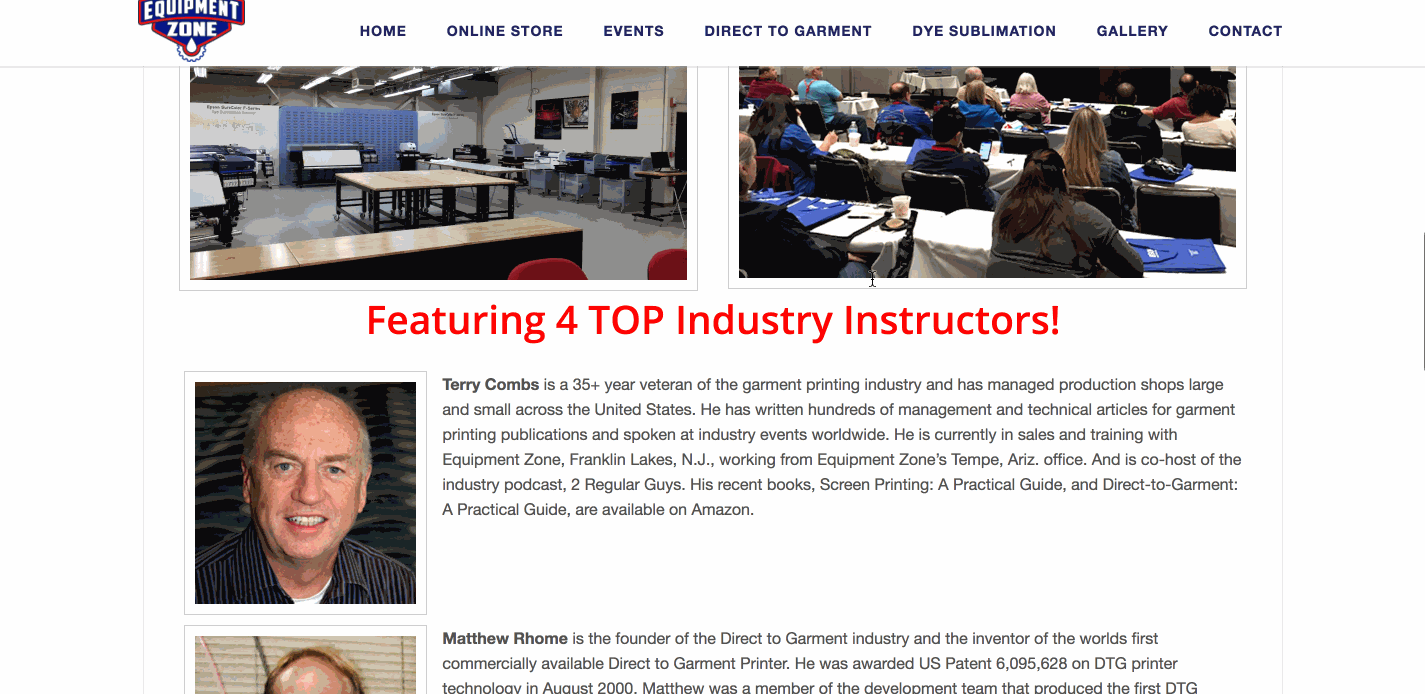 EQUIPMENT
ZONE
HOME ONLINE STORE EVENTS DIRECT TO GARMENT DYE SUBLIMATION GALLERY CONTACT
Epson SureColor F-Series
Featuring 4 TOP Industry Instructors!
Terry Combs is a 35+ year veteran of the garment printing industry and has managed production shops large
and small across the United States. He has written hundreds of management and technical articles for garment
printing publications and spoken at industry events worldwide. He is currently in sales and training with
Equipment Zone, Franklin Lakes, N.J., working from Equipment Zone’s Tempe, Ariz. office. And is co-host of the
industry podcast, 2 Regular Guys. His recent books, Screen Printing: A Practical Guide, and Direct-to-Garment:
A Practical Guide, are available on Amazon.
Matthew Rhome is the founder of the Direct to Garment industry and the inventor of the worlds first
commercially available Direct to Garment Printer. He was awarded US Patent 6,095,628 on DTG printer
technology in August 2000. Matthew was a member of the development team that produced the first DTG